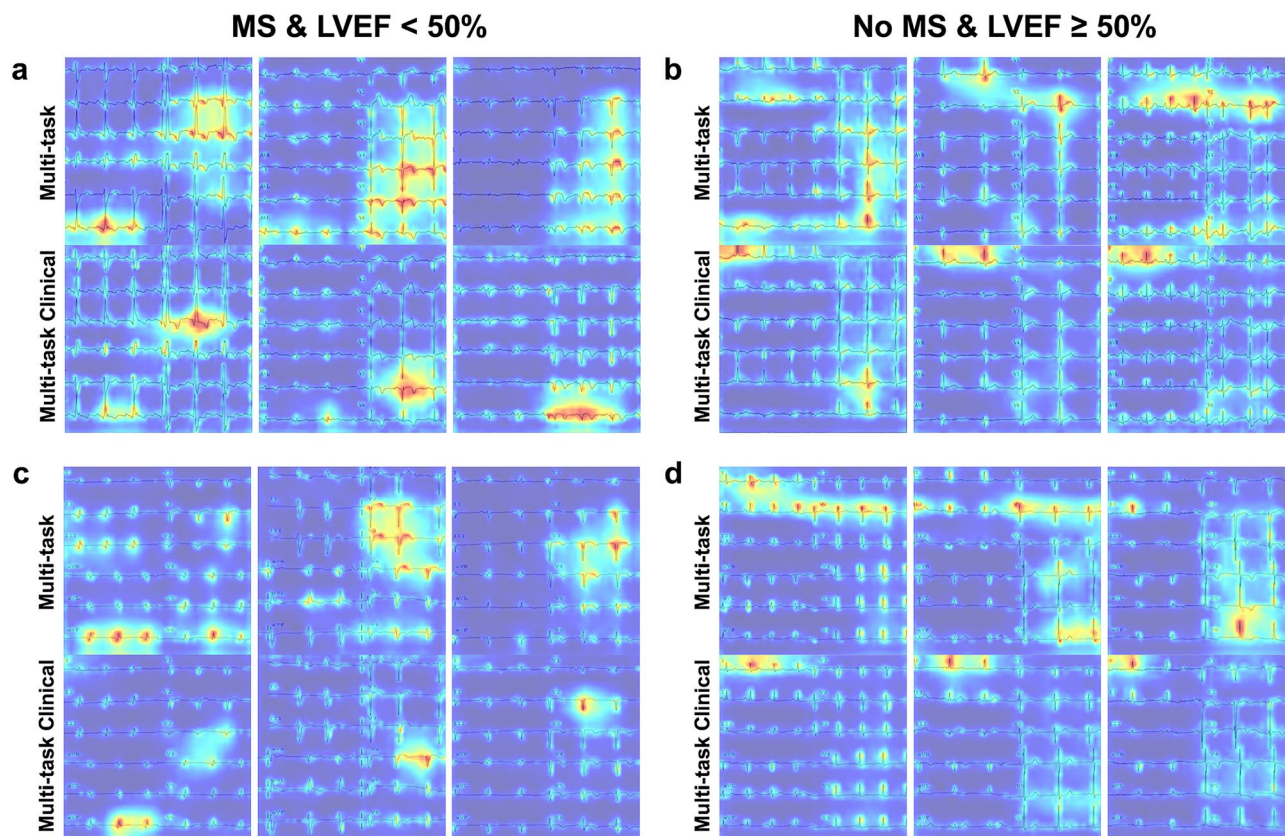 MS & LVEF < 50%
No MS & LVEF ≥ 50%
a
b
Multi-task
Multi-task
Multi-task Clinical
Multi-task Clinical
c
d
Multi-task
Multi-task
Multi-task Clinical
Multi-task Clinical